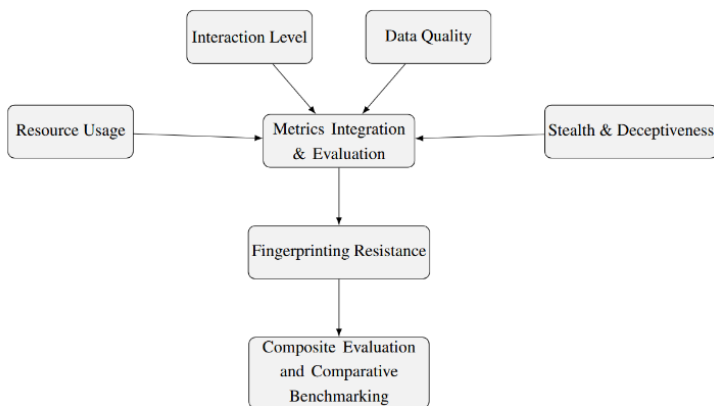 Interaction Level
Data Quality
Resource Usage
Metrics Integration
& Evaluation
Stealth & Deceptiveness
Fingerprinting Resistance
Composite Evaluation
and Comparative
Benchmarking